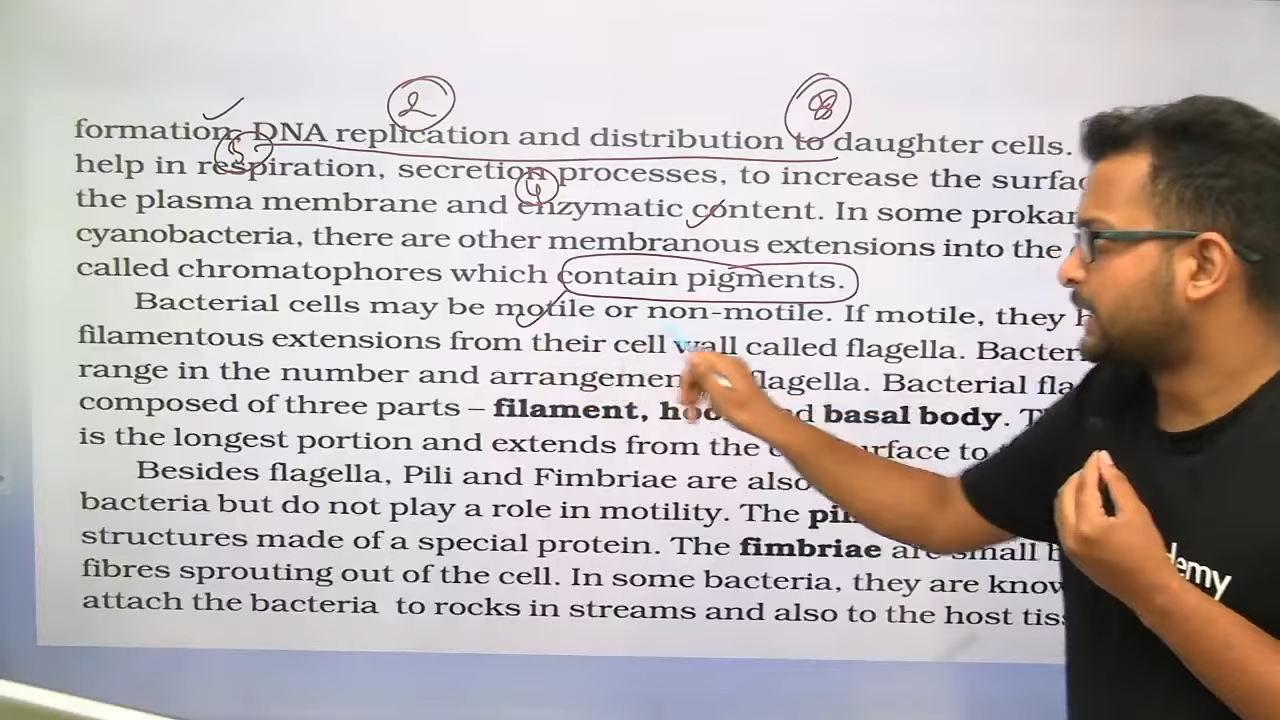 2 8
formation, DNA replication and distribution to daughter cells.
3
help in respiration, secretion processes, to increase the surfac
4
the plasma membrane and enzymatic content. In some prokar
cyanobacteria, there are other membranous extensions into the
called chromatophores which contain pigments.
Bacterial cells may be motile or non-motile. If motile, they h
filamentous extensions from their cell wall called flagella. Bacter
range in the number and arrangemen flagella. Bacterial fla
composed of three parts – filament, hoo d basal body. T
is the longest portion and extends from the rface to
Besides flagella, Pili and Fimbriae are also
bacteria but do not play a role in motility. The pil
structures made of a special protein. The fimbriae are small b
fibres sprouting out of the cell. In some bacteria, they are know
attach the bacteria to rocks in streams and also to the host tiss
demy